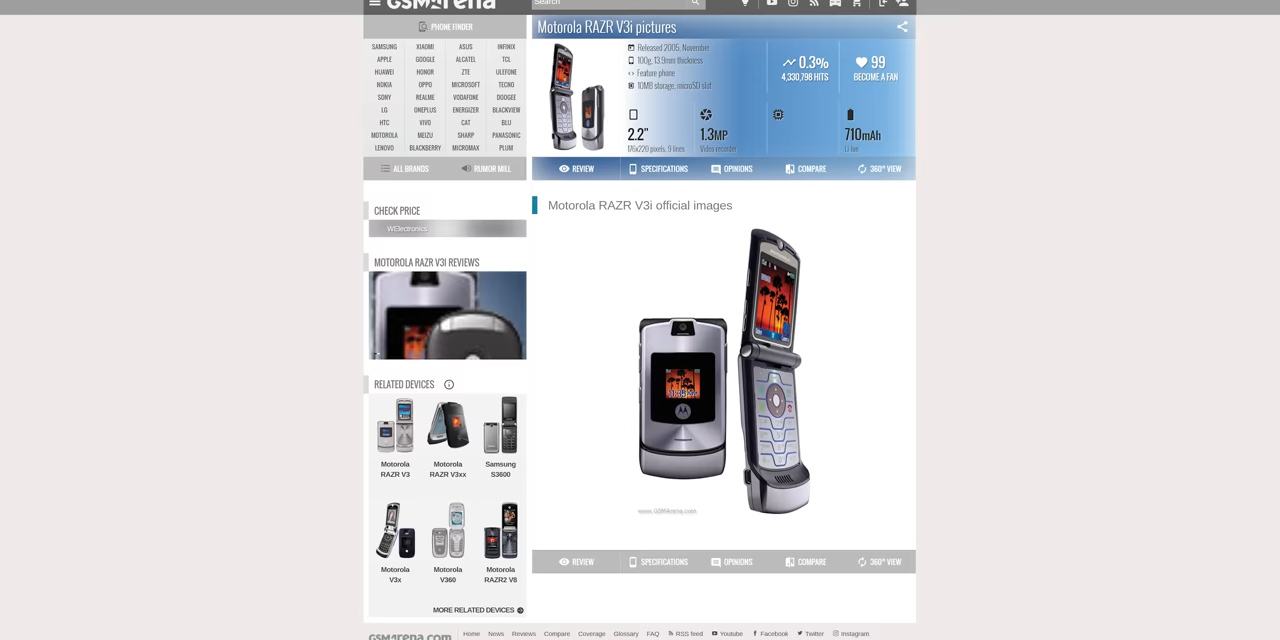 GSMArena
Search
PHONE FINDER
SAMSUNG XIAOMI ASUS INFINIX
APPLE GOOGLE ALCATEL TCL
HUAWEI HONOR ZTE ULEFONE
NOKIA OPPO MICROSOFT TECNO
SONY REALME VODAFONE DOOGEE
LG ONEPLUS ENERGIZER BLACKVIEW
HTC VIVO CAT BLU
MOTOROLA MEIZU SHARP PANASONIC
LENOVO BLACKBERRY MICROMAX PLUM
ALL BRANDS RUMOR MILL
Motorola RAZR V3i pictures
Released 2005, November
100g, 13.9mm thickness
Feature phone
10MB storage, microSD slot
0.3%
4,330,798 HITS
99
BECOME A FAN
2.2"
176x220 pixels, 9 lines
1.3MP
Video recorder
710mAh
Li-Ion
REVIEW SPECIFICATIONS OPINIONS COMPARE 360° VIEW
CHECK PRICE
WElectronics
MOTOROLA RAZR V3I REVIEWS
RELATED DEVICES
Motorola
RAZR V3
Motorola
RAZR V3xx
Samsung
S3600
Motorola
V3x
Motorola
V360
Motorola
RAZR2 V8
MORE RELATED DEVICES
Motorola RAZR V3i official images
www.GSMArena.com
REVIEW SPECIFICATIONS OPINIONS COMPARE 360° VIEW
GSMArena.com
Home News Reviews Compare Coverage Glossary FAQ RSS feed Youtube Facebook Twitter Instagram